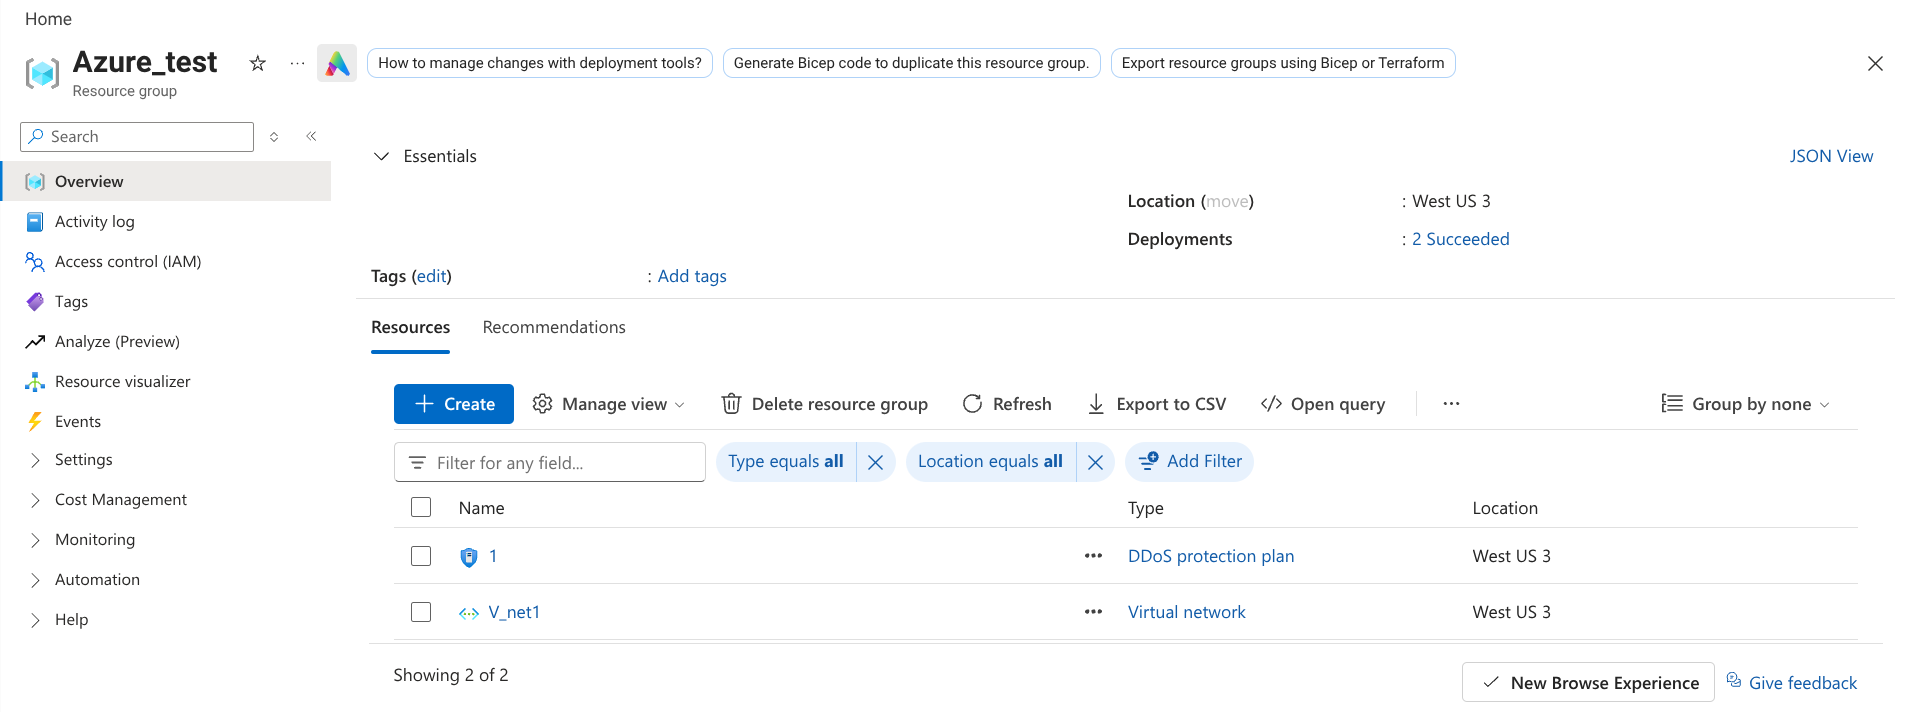 Home
Azure_test
Resource group
How to manage changes with deployment tools?
Generate Bicep code to duplicate this resource group.
Export resource groups using Bicep or Terraform
Search
Overview
Activity log
Access control (IAM)
Tags
Analyze (Preview)
Resource visualizer
Events
Settings
Cost Management
Monitoring
Automation
Help
Essentials
JSON View
Location (move) : West US 3
Deployments : 2 Succeeded
Tags (edit) : Add tags
Resources Recommendations
Create Manage view Delete resource group Refresh Export to CSV Open query ... Group by none
Filter for any field... Type equals all Location equals all Add Filter
Name Type Location
1 ... DDoS protection plan West US 3
V_net1 ... Virtual network West US 3
Showing 2 of 2
New Browse Experience Give feedback